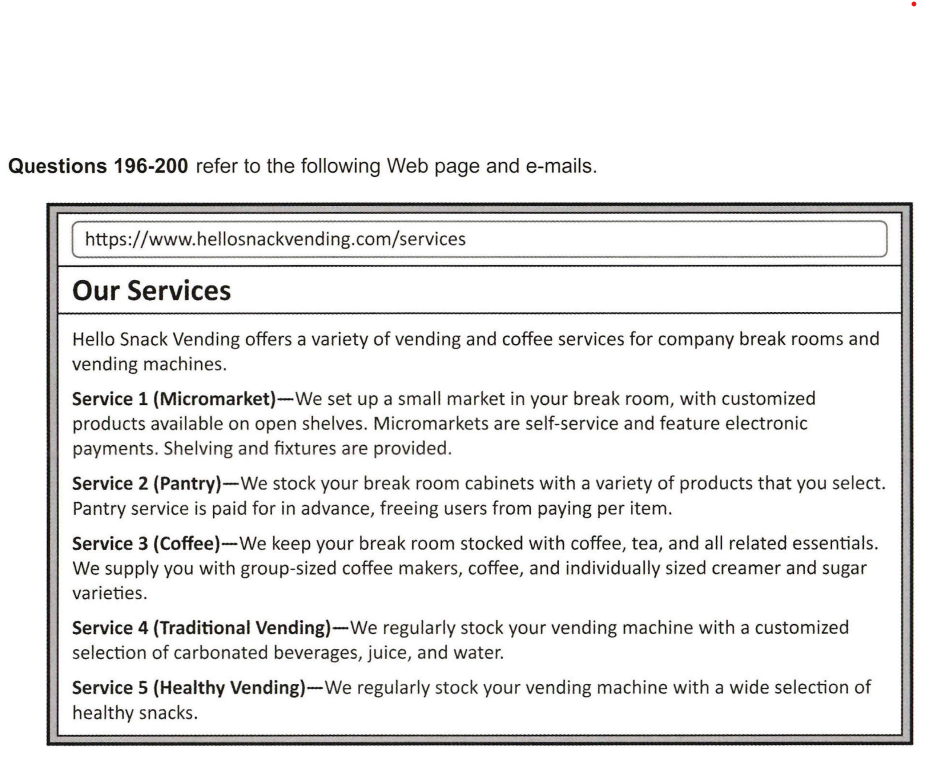 Questions 196-200 refer to the following Web page and e-mails.
https://www.hellosnackvending.com/services
Our Services
Hello Snack Vending offers a variety of vending and coffee services for company break rooms and
vending machines.
Service 1 (Micromarket)—We set up a small market in your break room, with customized
products available on open shelves. Micromarkets are self-service and feature electronic
payments. Shelving and fixtures are provided.
Service 2 (Pantry)—We stock your break room cabinets with a variety of products that you select.
Pantry service is paid for in advance, freeing users from paying per item.
Service 3 (Coffee)—We keep your break room stocked with coffee, tea, and all related essentials.
We supply you with group-sized coffee makers, coffee, and individually sized creamer and sugar
varieties.
Service 4 (Traditional Vending)—We regularly stock your vending machine with a customized
selection of carbonated beverages, juice, and water.
Service 5 (Healthy Vending)—We regularly stock your vending machine with a wide selection of
healthy snacks.